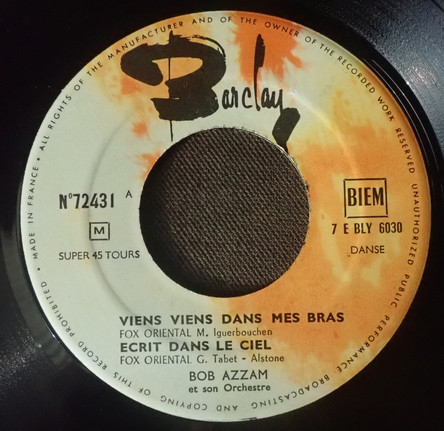 ALL RIGHTS OF THE MANUFACTURER AND OF THE OWNER OF THE RECORDED WORK RESERVED
UNAUTHORIZED PUBLIC PERFORMANCE BROADCASTING AND COPYING OF THIS RECORD PROHIBITED • MADE IN FRANCE •
Barclay
N°72431 A
M
SUPER 45 TOURS
BIEM
7 E BLY 6030
DANSE
VIENS VIENS DANS MES BRAS
FOX ORIENTAL M. Iguerbouchen
ECRIT DANS LE CIEL
FOX ORIENTAL G. Tabet - Alstone
BOB AZZAM
et son Orchestre